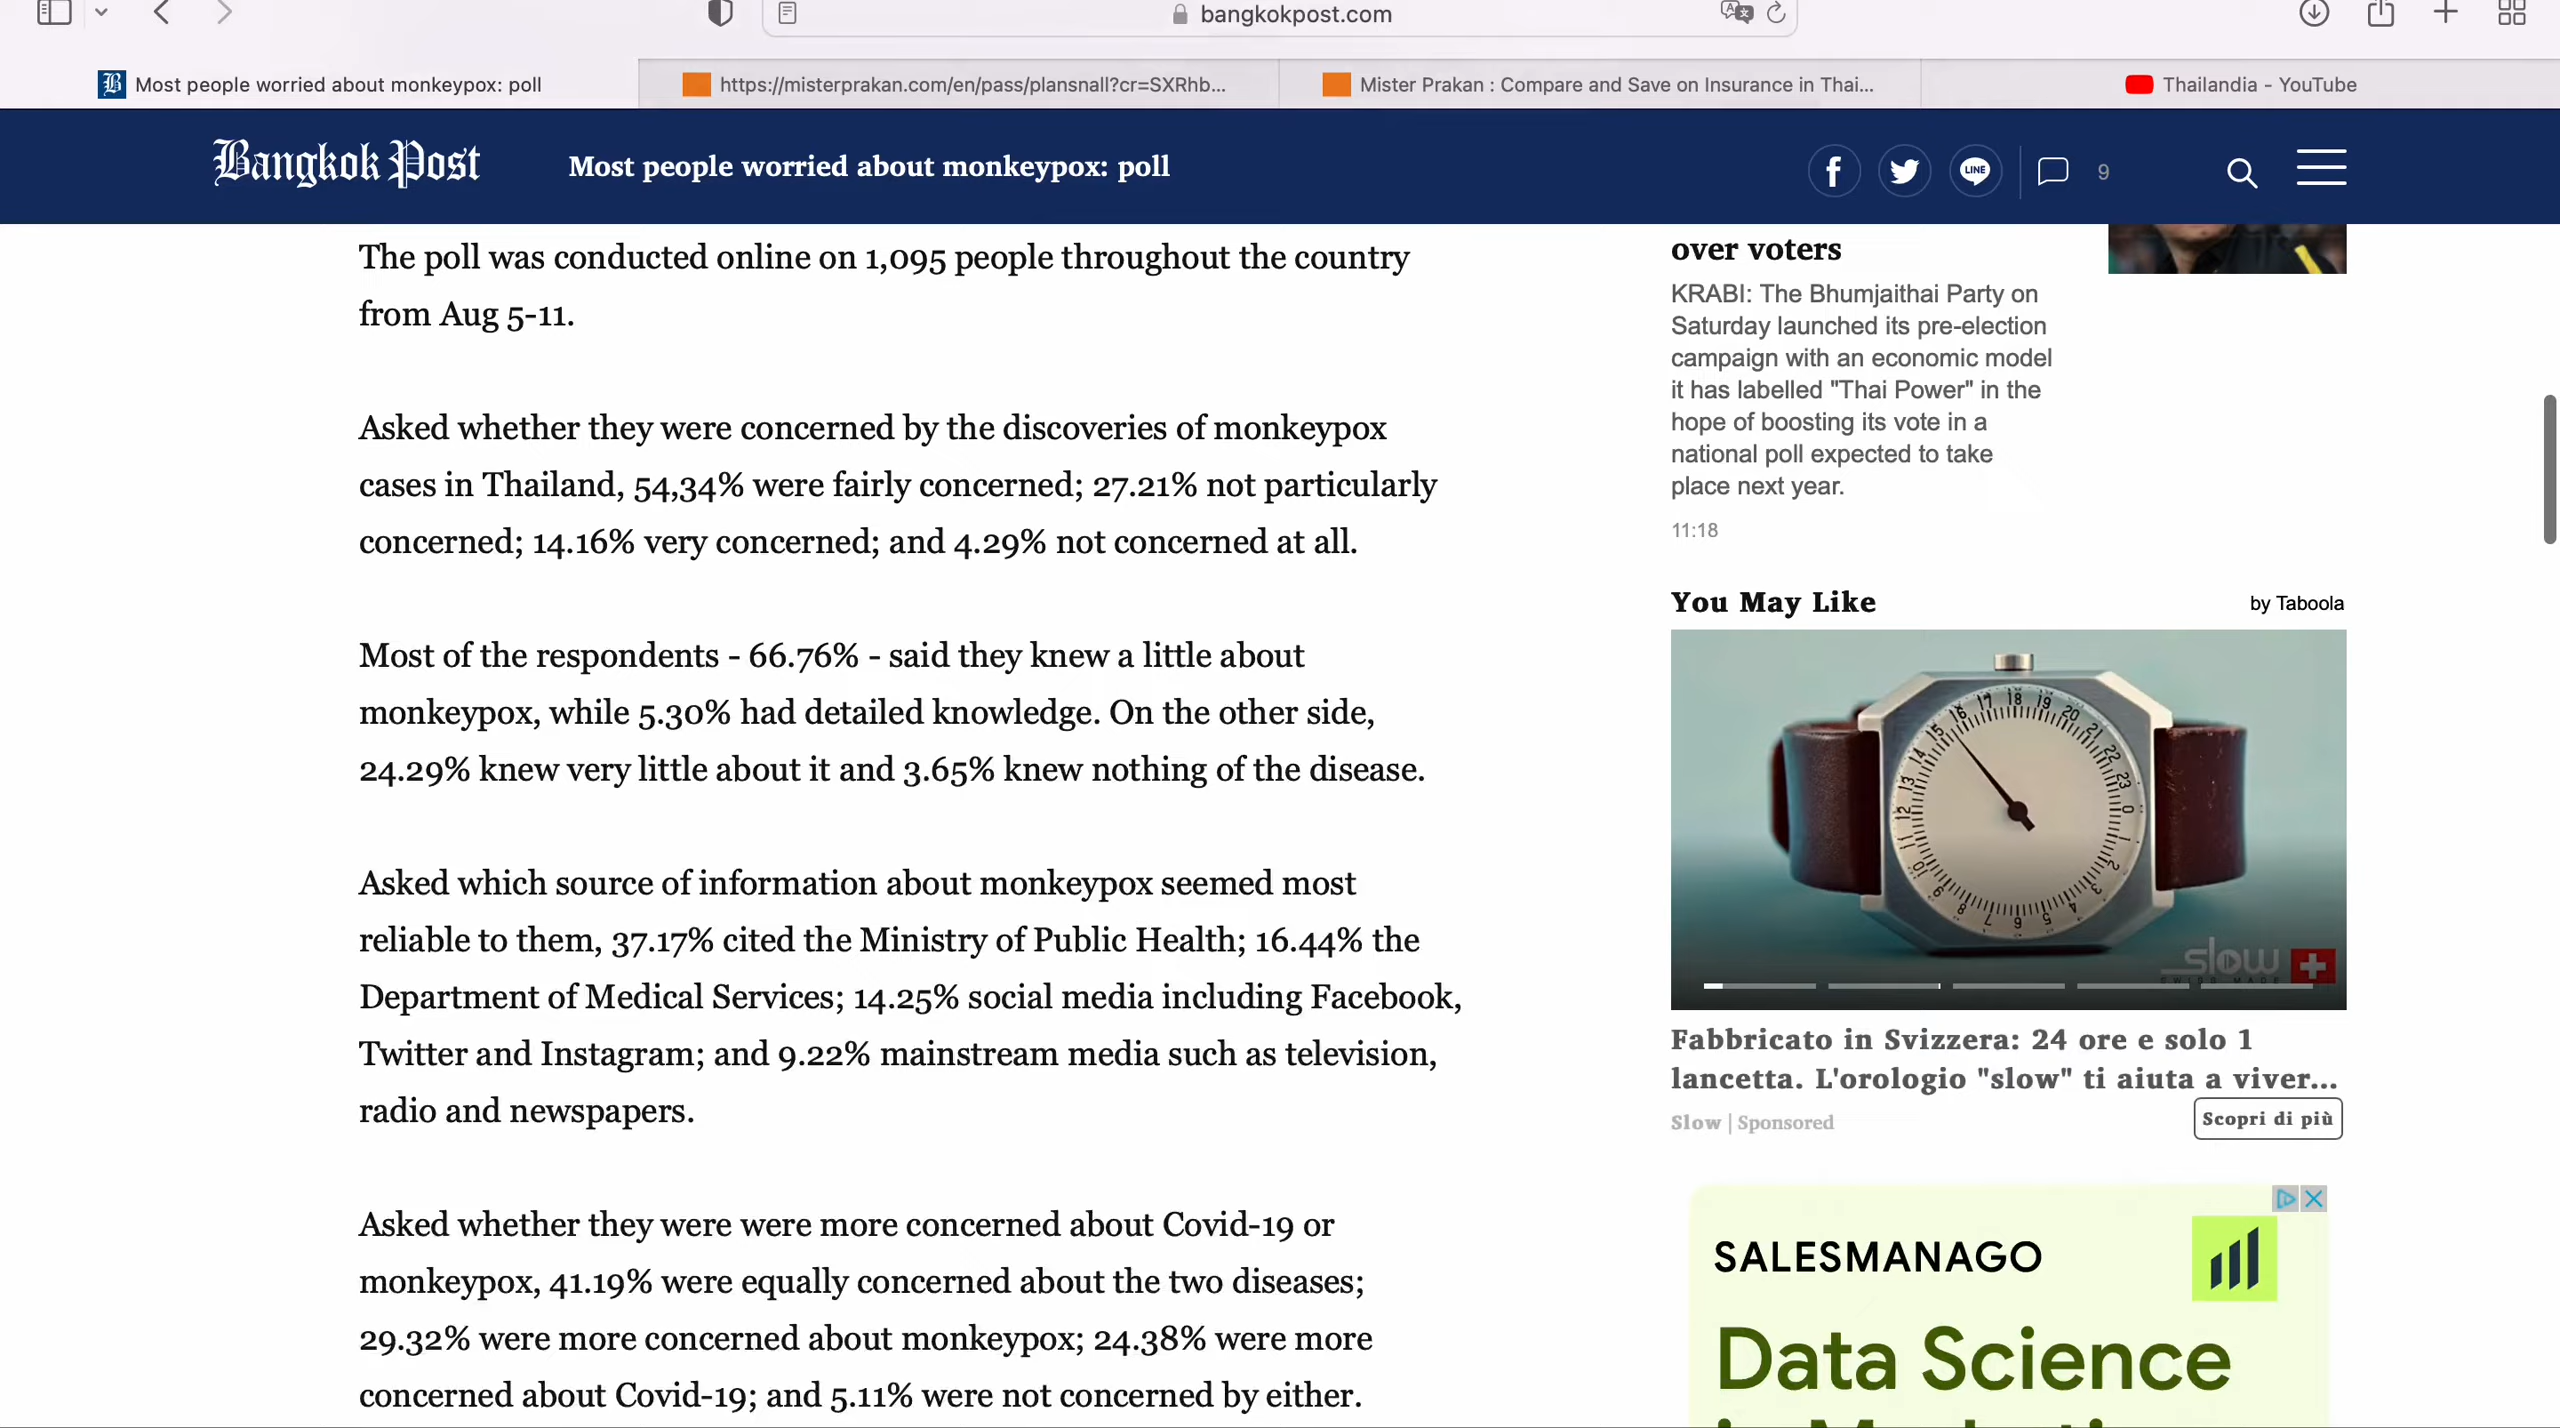 bangkokpost.com
Most people worried about monkeypox: poll
https://misterprakan.com/en/pass/plansnall?cr=SXRhb...
Mister Prakan : Compare and Save on Insurance in Thai...
Thailandia - YouTube
Bangkok Post
Most people worried about monkeypox: poll
LINE
9
The poll was conducted online on 1,095 people throughout the country
from Aug 5-11.
Asked whether they were concerned by the discoveries of monkeypox
cases in Thailand, 54,34% were fairly concerned; 27.21% not particularly
concerned; 14.16% very concerned; and 4.29% not concerned at all.
Most of the respondents - 66.76% - said they knew a little about
monkeypox, while 5.30% had detailed knowledge. On the other side,
24.29% knew very little about it and 3.65% knew nothing of the disease.
Asked which source of information about monkeypox seemed most
reliable to them, 37.17% cited the Ministry of Public Health; 16.44% the
Department of Medical Services; 14.25% social media including Facebook,
Twitter and Instagram; and 9.22% mainstream media such as television,
radio and newspapers.
Asked whether they were were more concerned about Covid-19 or
monkeypox, 41.19% were equally concerned about the two diseases;
29.32% were more concerned about monkeypox; 24.38% were more
concerned about Covid-19; and 5.11% were not concerned by either.
over voters
KRABI: The Bhumjaithai Party on
Saturday launched its pre-election
campaign with an economic model
it has labelled "Thai Power" in the
hope of boosting its vote in a
national poll expected to take
place next year.
11:18
You May Like
by Taboola
slow
SWISS MADE
Fabbricato in Svizzera: 24 ore e solo 1
lancetta. L'orologio "slow" ti aiuta a viver...
Slow | Sponsored
Scopri di più
SALESMANAGO
Data Science